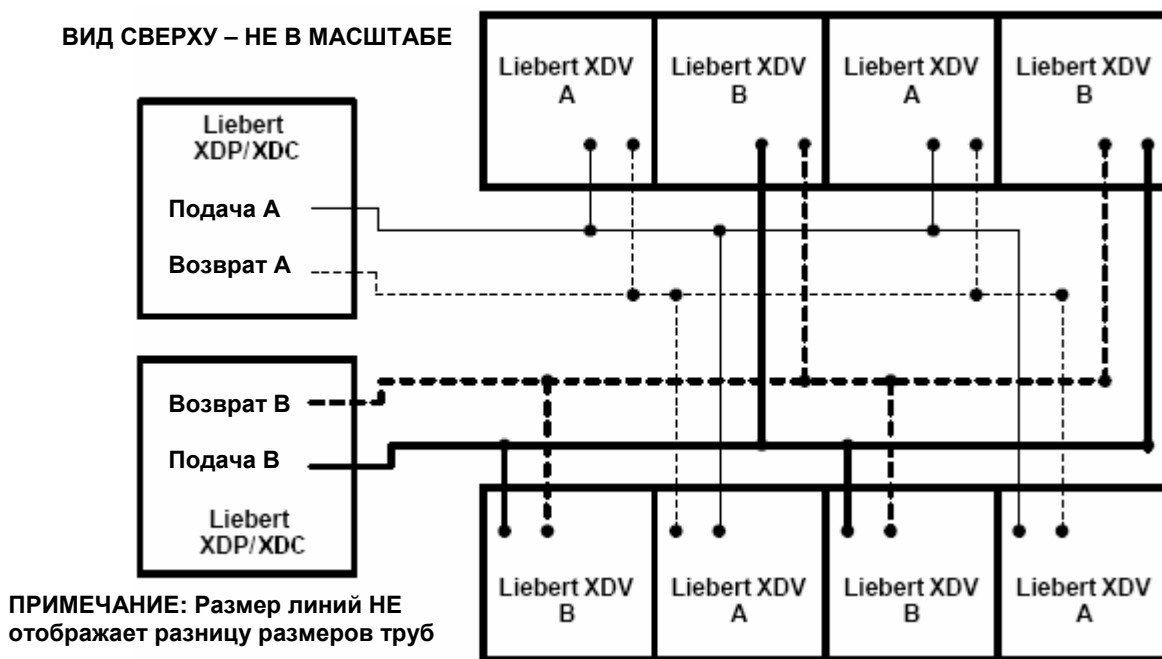 ВИД СВЕРХУ – НЕ В МАСШТАБЕ
Liebert XDV
A
Liebert XDV
B
Liebert XDV
A
Liebert XDV
B
Liebert
XDP/XDC
Подача А
Возврат А
Возврат В
Подача В
Liebert
XDP/XDC
Liebert XDV
B
Liebert XDV
A
Liebert XDV
B
Liebert XDV
A
ПРИМЕЧАНИЕ: Размер линий НЕ
отображает разницу размеров труб